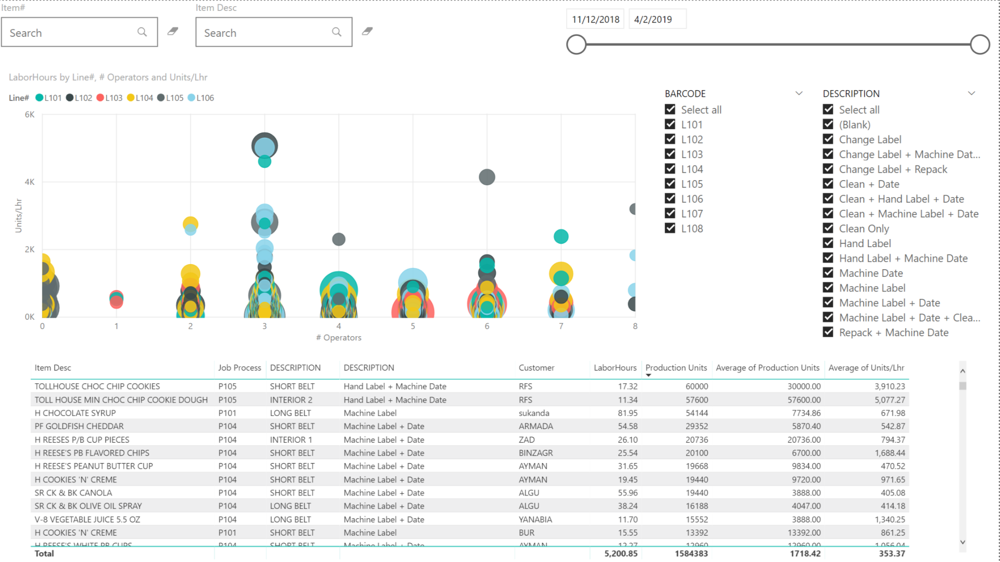 Item#
Item Desc
Search
Search
11/12/2018
4/2/2019
LaborHours by Line#, # Operators and Units/Lhr
Line# L101 L102 L103 L104 L105 L106
6K
4K
2K
0K
Units/Lhr
0 1 2 3 4 5 6 7 8
# Operators
BARCODE
Select all
L101
L102
L103
L104
L105
L106
L107
L108
DESCRIPTION
Select all
(Blank)
Change Label
Change Label + Machine Dat...
Change Label + Repack
Clean + Date
Clean + Hand Label + Date
Clean + Machine Label + Date
Clean Only
Hand Label
Hand Label + Machine Date
Machine Date
Machine Label
Machine Label + Date
Machine Label + Date + Clea...
Repack + Machine Date
Item Desc Job Process DESCRIPTION DESCRIPTION Customer LaborHours Production Units Average of Production Units Average of Units/Lhr
TOLLHOUSE CHOC CHIP COOKIES P105 SHORT BELT Hand Label + Machine Date RFS 17.32 60000 30000.00 3,910.23
TOLL HOUSE MIN CHOC CHIP COOKIE DOUGH P105 INTERIOR 2 Hand Label + Machine Date RFS 11.34 57600 57600.00 5,077.27
H CHOCOLATE SYRUP P101 LONG BELT Machine Label sukanda 81.95 54144 7734.86 671.98
PF GOLDFISH CHEDDAR P104 SHORT BELT Machine Label + Date ARMADA 54.58 29352 5870.40 542.87
H REESES P/B CUP PIECES P104 INTERIOR 1 Machine Label + Date ZAD 26.10 20736 20736.00 794.37
H REESE'S PB FLAVORED CHIPS P104 SHORT BELT Machine Label + Date BINZAGR 25.54 20100 6700.00 1,688.44
H REESE'S PEANUT BUTTER CUP P104 SHORT BELT Machine Label + Date AYMAN 31.65 19668 9834.00 470.52
H COOKIES 'N' CREME P104 SHORT BELT Machine Label + Date AYMAN 19.45 19440 9720.00 971.65
SR CK & BK CANOLA P104 SHORT BELT Machine Label + Date ALGU 55.96 19440 3888.00 405.08
SR CK & BK OLIVE OIL SPRAY P104 LONG BELT Machine Label + Date ALGU 38.24 16188 4047.00 414.18
V-8 VEGETABLE JUICE 5.5 OZ P104 LONG BELT Machine Label + Date YANABIA 11.70 15552 3888.00 1,340.25
H COOKIES 'N' CREME P101 SHORT BELT Machine Label BUR 15.55 13392 13392.00 861.25
H REESE'S WHITE PB CUPS P104 SHORT BELT Machine Label + Date AYMAN 12.27 12960 12960.00 1,056.04
Total 5,200.85 1584383 1718.42 353.37